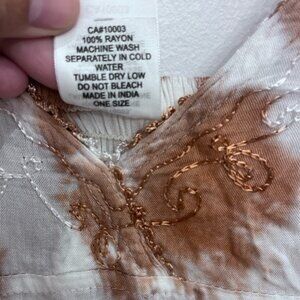 CA#10003
100% RAYON
MACHINE WASH
SEPARATELY IN COLD
WATER
TUMBLE DRY LOW
DO NOT BLEACH
MADE IN INDIA
ONE SIZE